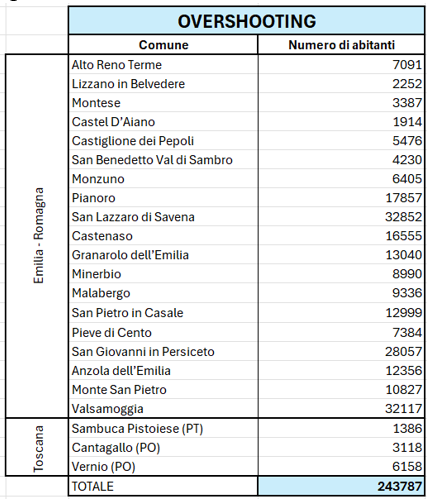 OVERSHOOTING
Comune Numero di abitanti
Emilia - Romagna
Alto Reno Terme 7091
Lizzano in Belvedere 2252
Montese 3387
Castel D'Aiano 1914
Castiglione dei Pepoli 5476
San Benedetto Val di Sambro 4230
Monzuno 6405
Pianoro 17857
San Lazzaro di Savena 32852
Castenaso 16555
Granarolo dell'Emilia 13040
Minerbio 8990
Malabergo 9336
San Pietro in Casale 12999
Pieve di Cento 7384
San Giovanni in Persiceto 28057
Anzola dell'Emilia 12356
Monte San Pietro 10827
Valsamoggia 32117
Toscana
Sambuca Pistoiese (PT) 1386
Cantagallo (PO) 3118
Vernio (PO) 6158
TOTALE 243787